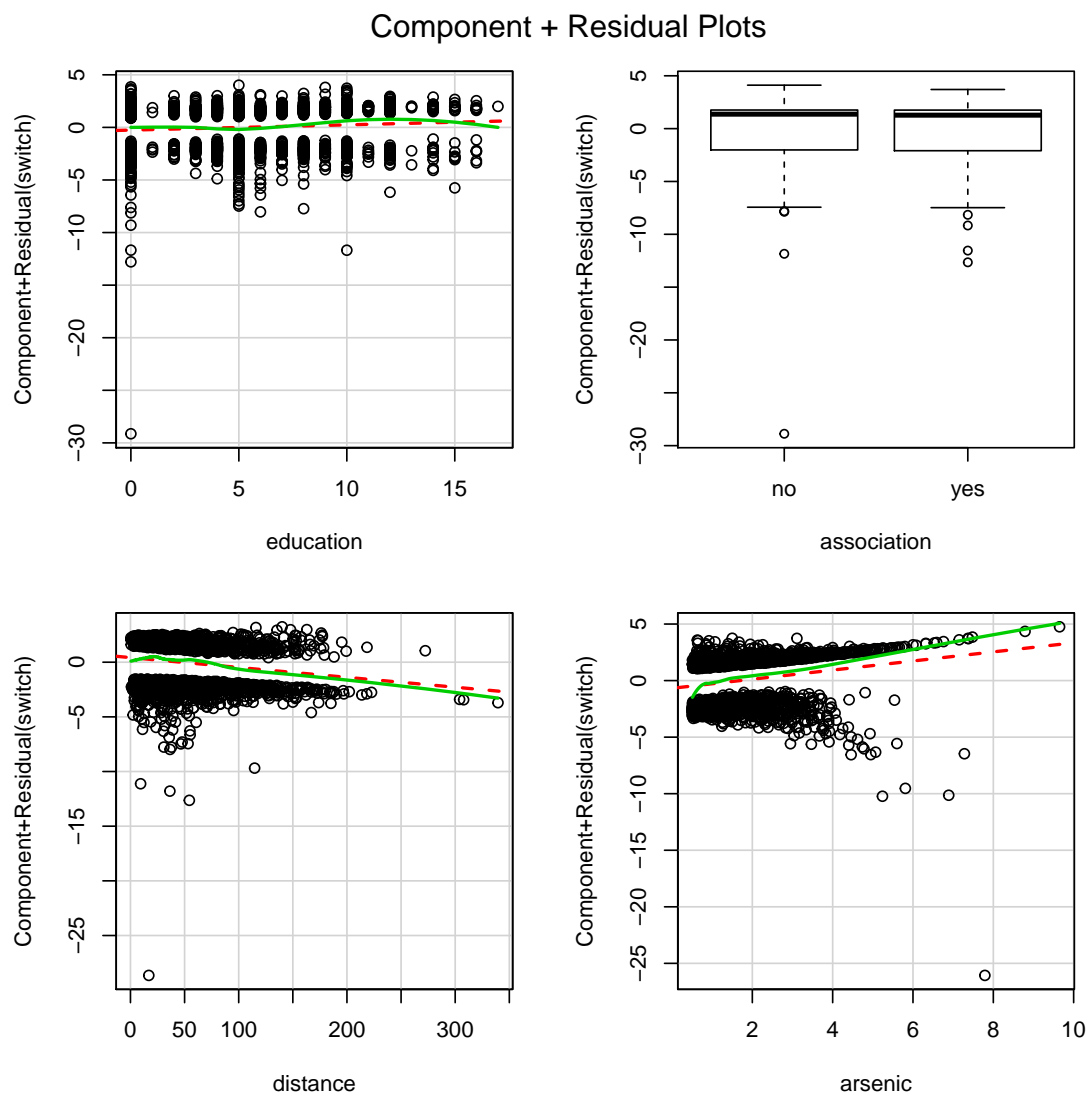 Component + Residual Plots
5
0
−5
−10
−20
−30
Component+Residual(switch)
0 5 10 15
education
5
0
−5
−10
−20
−30
Component+Residual(switch)
no yes
association
0
−5
−15
−25
Component+Residual(switch)
0 50 100 200 300
distance
5
0
−5
−10
−15
−20
−25
Component+Residual(switch)
2 4 6 8 10
arsenic